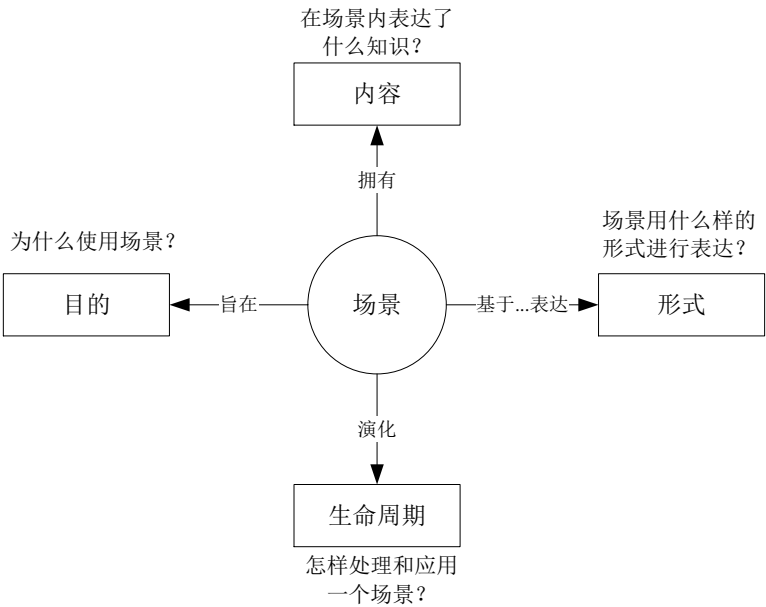 在场景内表达了
什么知识？
内容
拥有
为什么使用场景？
场景用什么样的
形式进行表达？
目的
旨在
场景
基于...表达
形式
演化
生命周期
怎样处理和应用
一个场景？